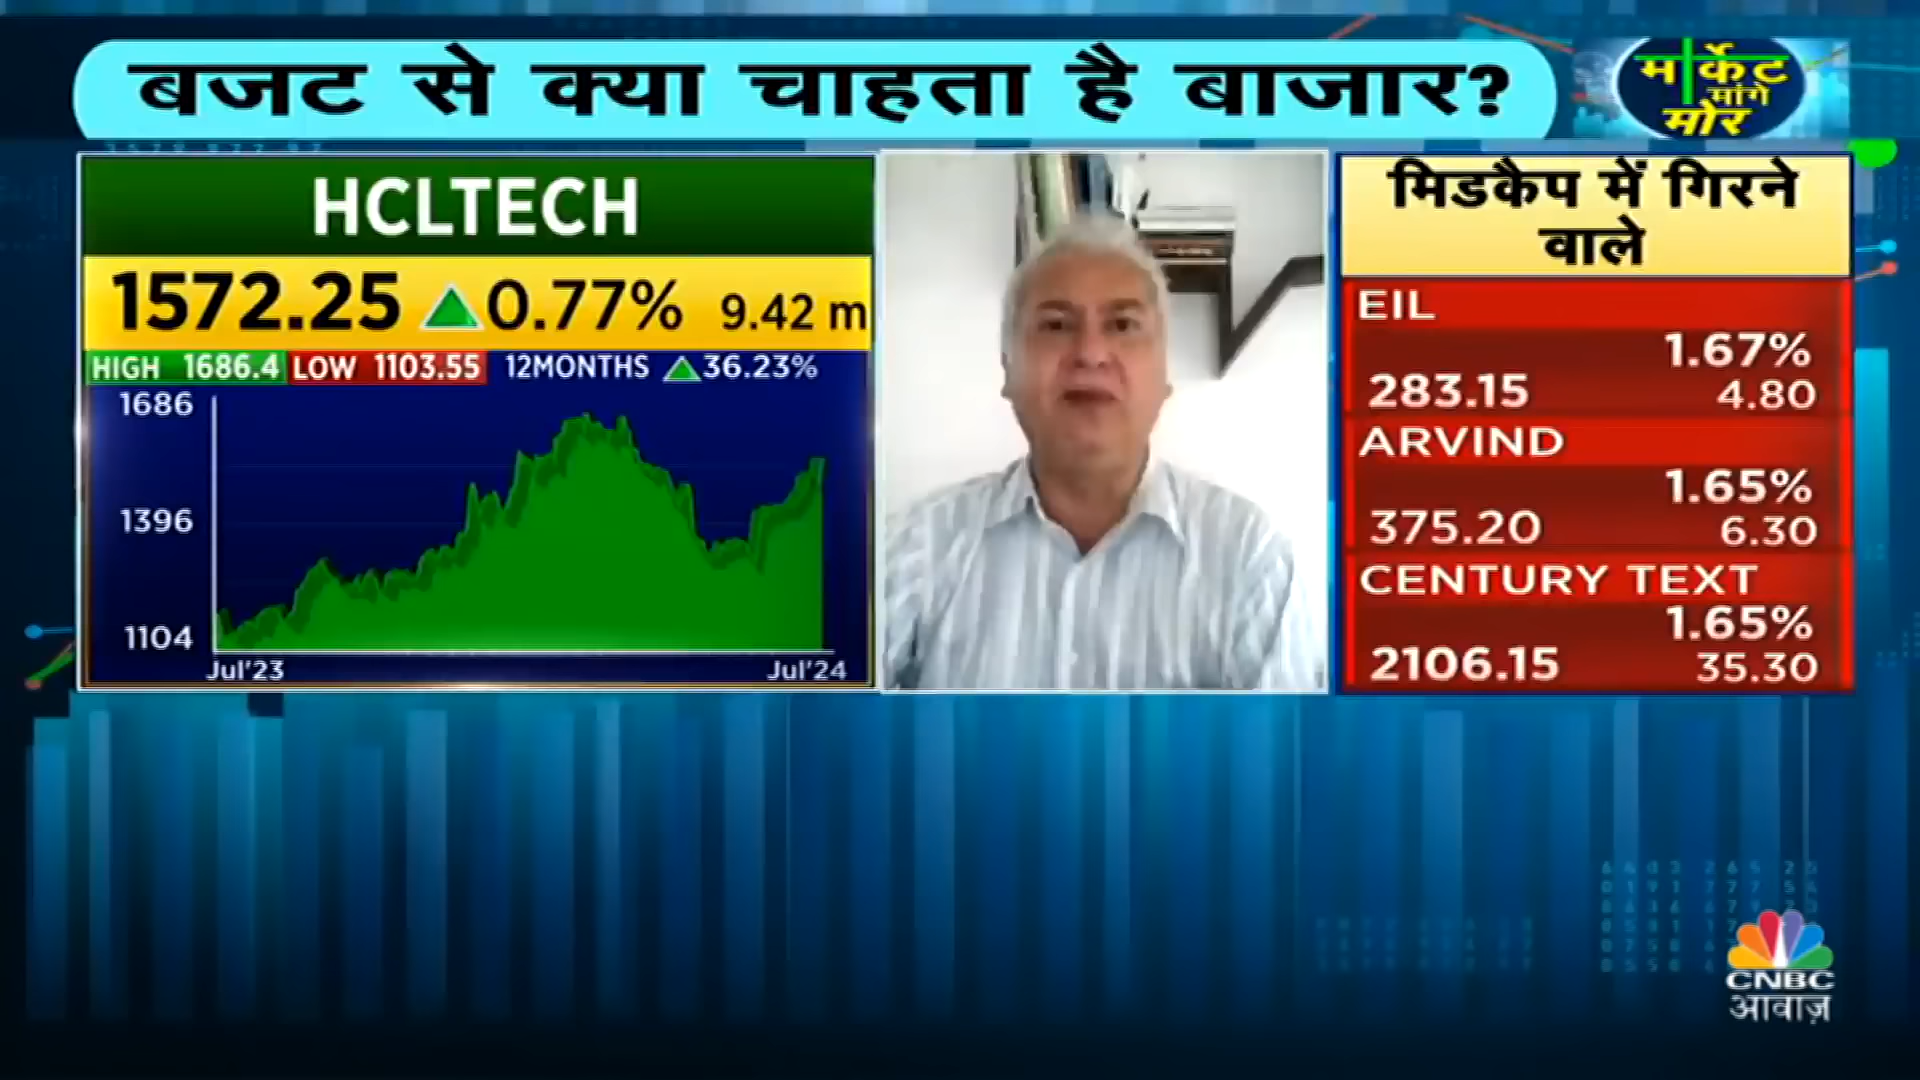 बजट से क्या चाहता है बाजार?
मार्केट
मांगे
मोर
HCLTECH
1572.25 ▲0.77% 9.42 m
HIGH 1686.4 LOW 1103.55 12MONTHS ▲36.23%
1686
1396
1104
Jul'23 Jul'24
मिडकैप में गिरने
वाले
EIL
1.67%
283.15 4.80
ARVIND
1.65%
375.20 6.30
CENTURY TEXT
1.65%
2106.15 35.30
CNBC
आवाज़